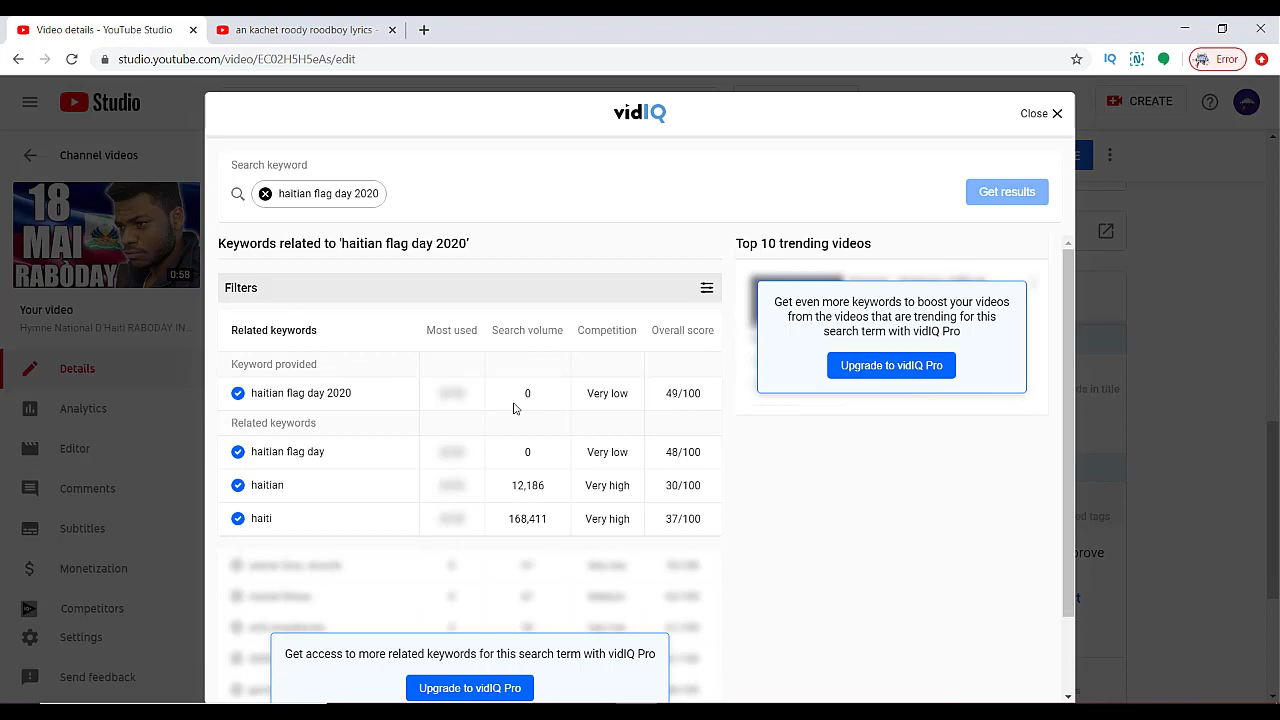 Video details - YouTube Studio
an kachet roody roodboy lyrics -
studio.youtube.com/video/EC02H5H5eAs/edit
IQ
Error
Studio
vidIQ
Close
CREATE
Channel videos
18
MAI
RABÒDAY
0:58
Your video
Hymne National D'Haiti RABODAY IN...
Details
Analytics
Editor
Comments
Subtitles
Monetization
Competitors
Settings
Send feedback
Search keyword
haitian flag day 2020
Get results
Keywords related to 'haitian flag day 2020'
Filters
Related keywords Most used Search volume Competition Overall score
Keyword provided
haitian flag day 2020 0 Very low 49/100
Related keywords
haitian flag day 0 Very low 48/100
haitian 12,186 Very high 30/100
haiti 168,411 Very high 37/100
Get access to more related keywords for this search term with vidIQ Pro
Upgrade to vidIQ Pro
Top 10 trending videos
Get even more keywords to boost your videos
from the videos that are trending for this
search term with vidIQ Pro
Upgrade to vidIQ Pro
E
ds in title
ed tags